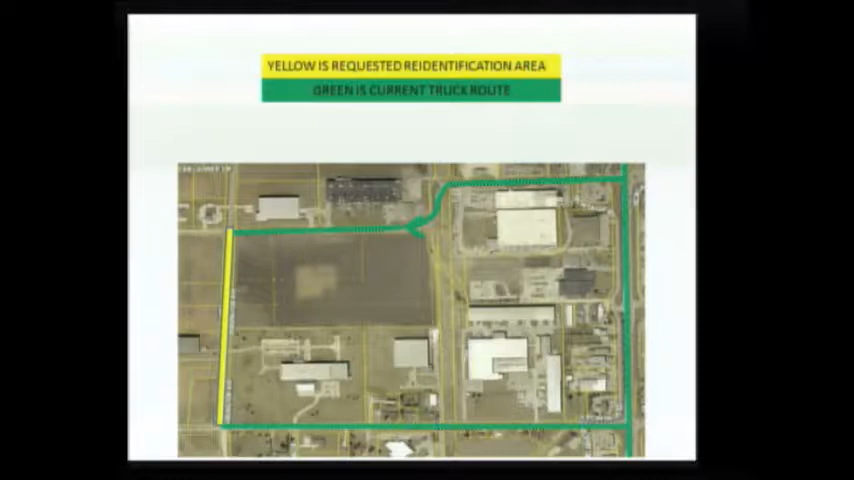 YELLOW IS REQUESTED REIDENTIFICATION AREA
GREEN IS CURRENT TRUCK ROUTE